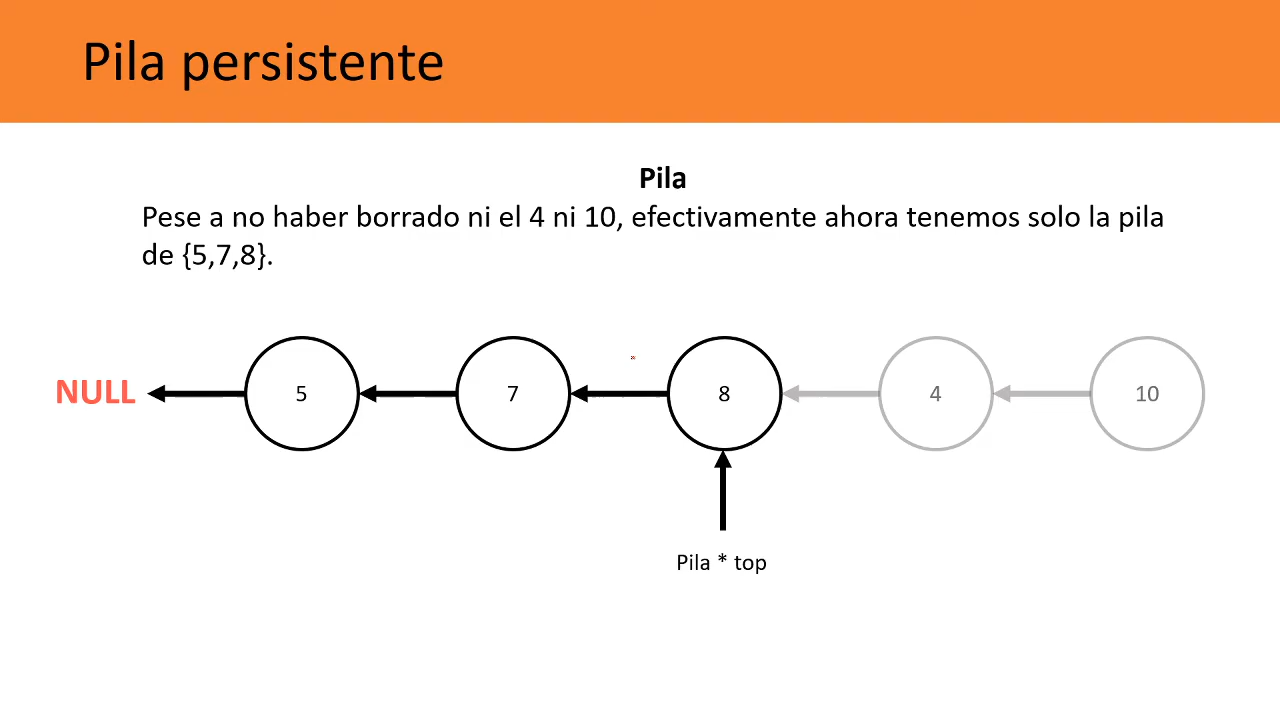 Pila persistente
Pila
Pese a no haber borrado ni el 4 ni 10, efectivamente ahora tenemos solo la pila
de {5,7,8}.
NULL 5 7 8 4 10
Pila * top